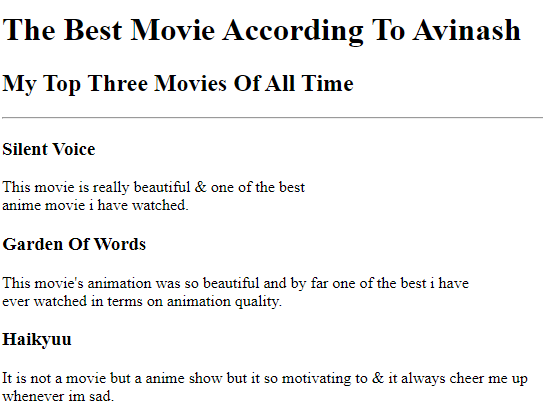 The Best Movie According To Avinash
My Top Three Movies Of All Time
Silent Voice
This movie is really beautiful & one of the best
anime movie i have watched.
Garden Of Words
This movie's animation was so beautiful and by far one of the best i have
ever watched in terms on animation quality.
Haikyuu
It is not a movie but a anime show but it so motivating to & it always cheer me up
whenever im sad.